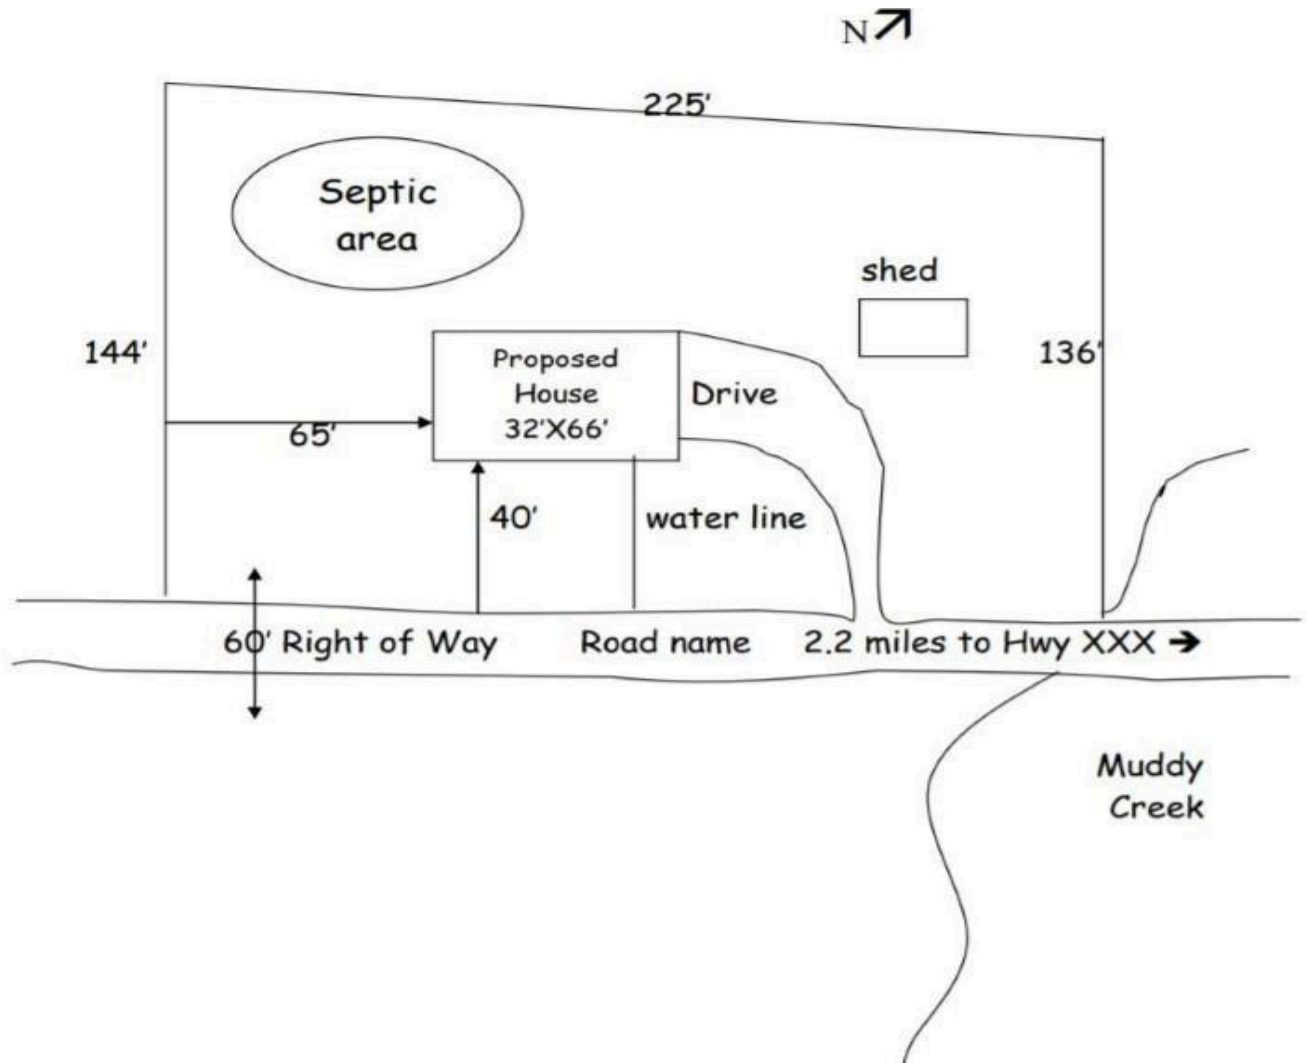 N
225'
Septic
area
shed
144'
Proposed
House
32'X66'
Drive
136'
65'
40'
water line
60' Right of Way
Road name
2.2 miles to Hwy XXX →
Muddy
Creek